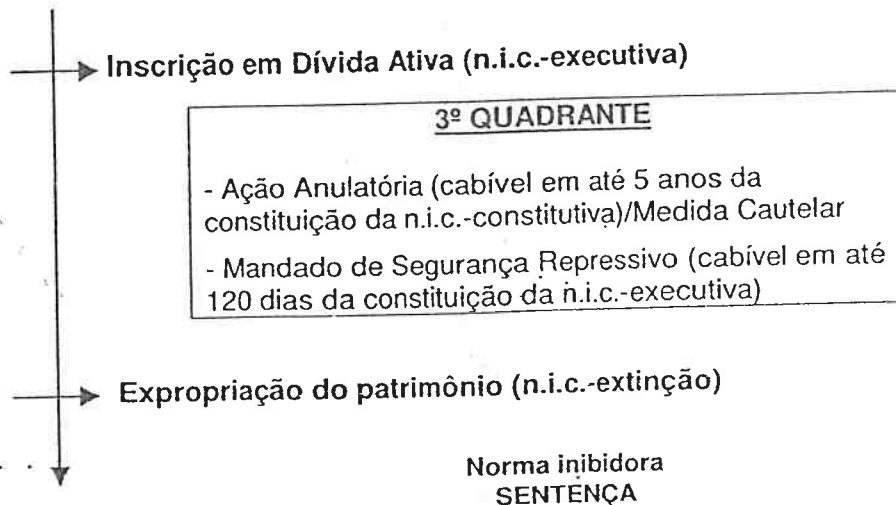 Inscrição em Dívida Ativa (n.i.c.-executiva)
3º QUADRANTE
- Ação Anulatória (cabível em até 5 anos da
constituição da n.i.c.-constitutiva)/Medida Cautelar
- Mandado de Segurança Repressivo (cabível em até
120 dias da constituição da n.i.c.-executiva)
Expropriação do patrimônio (n.i.c.-extinção)
Norma inibidora
SENTENÇA